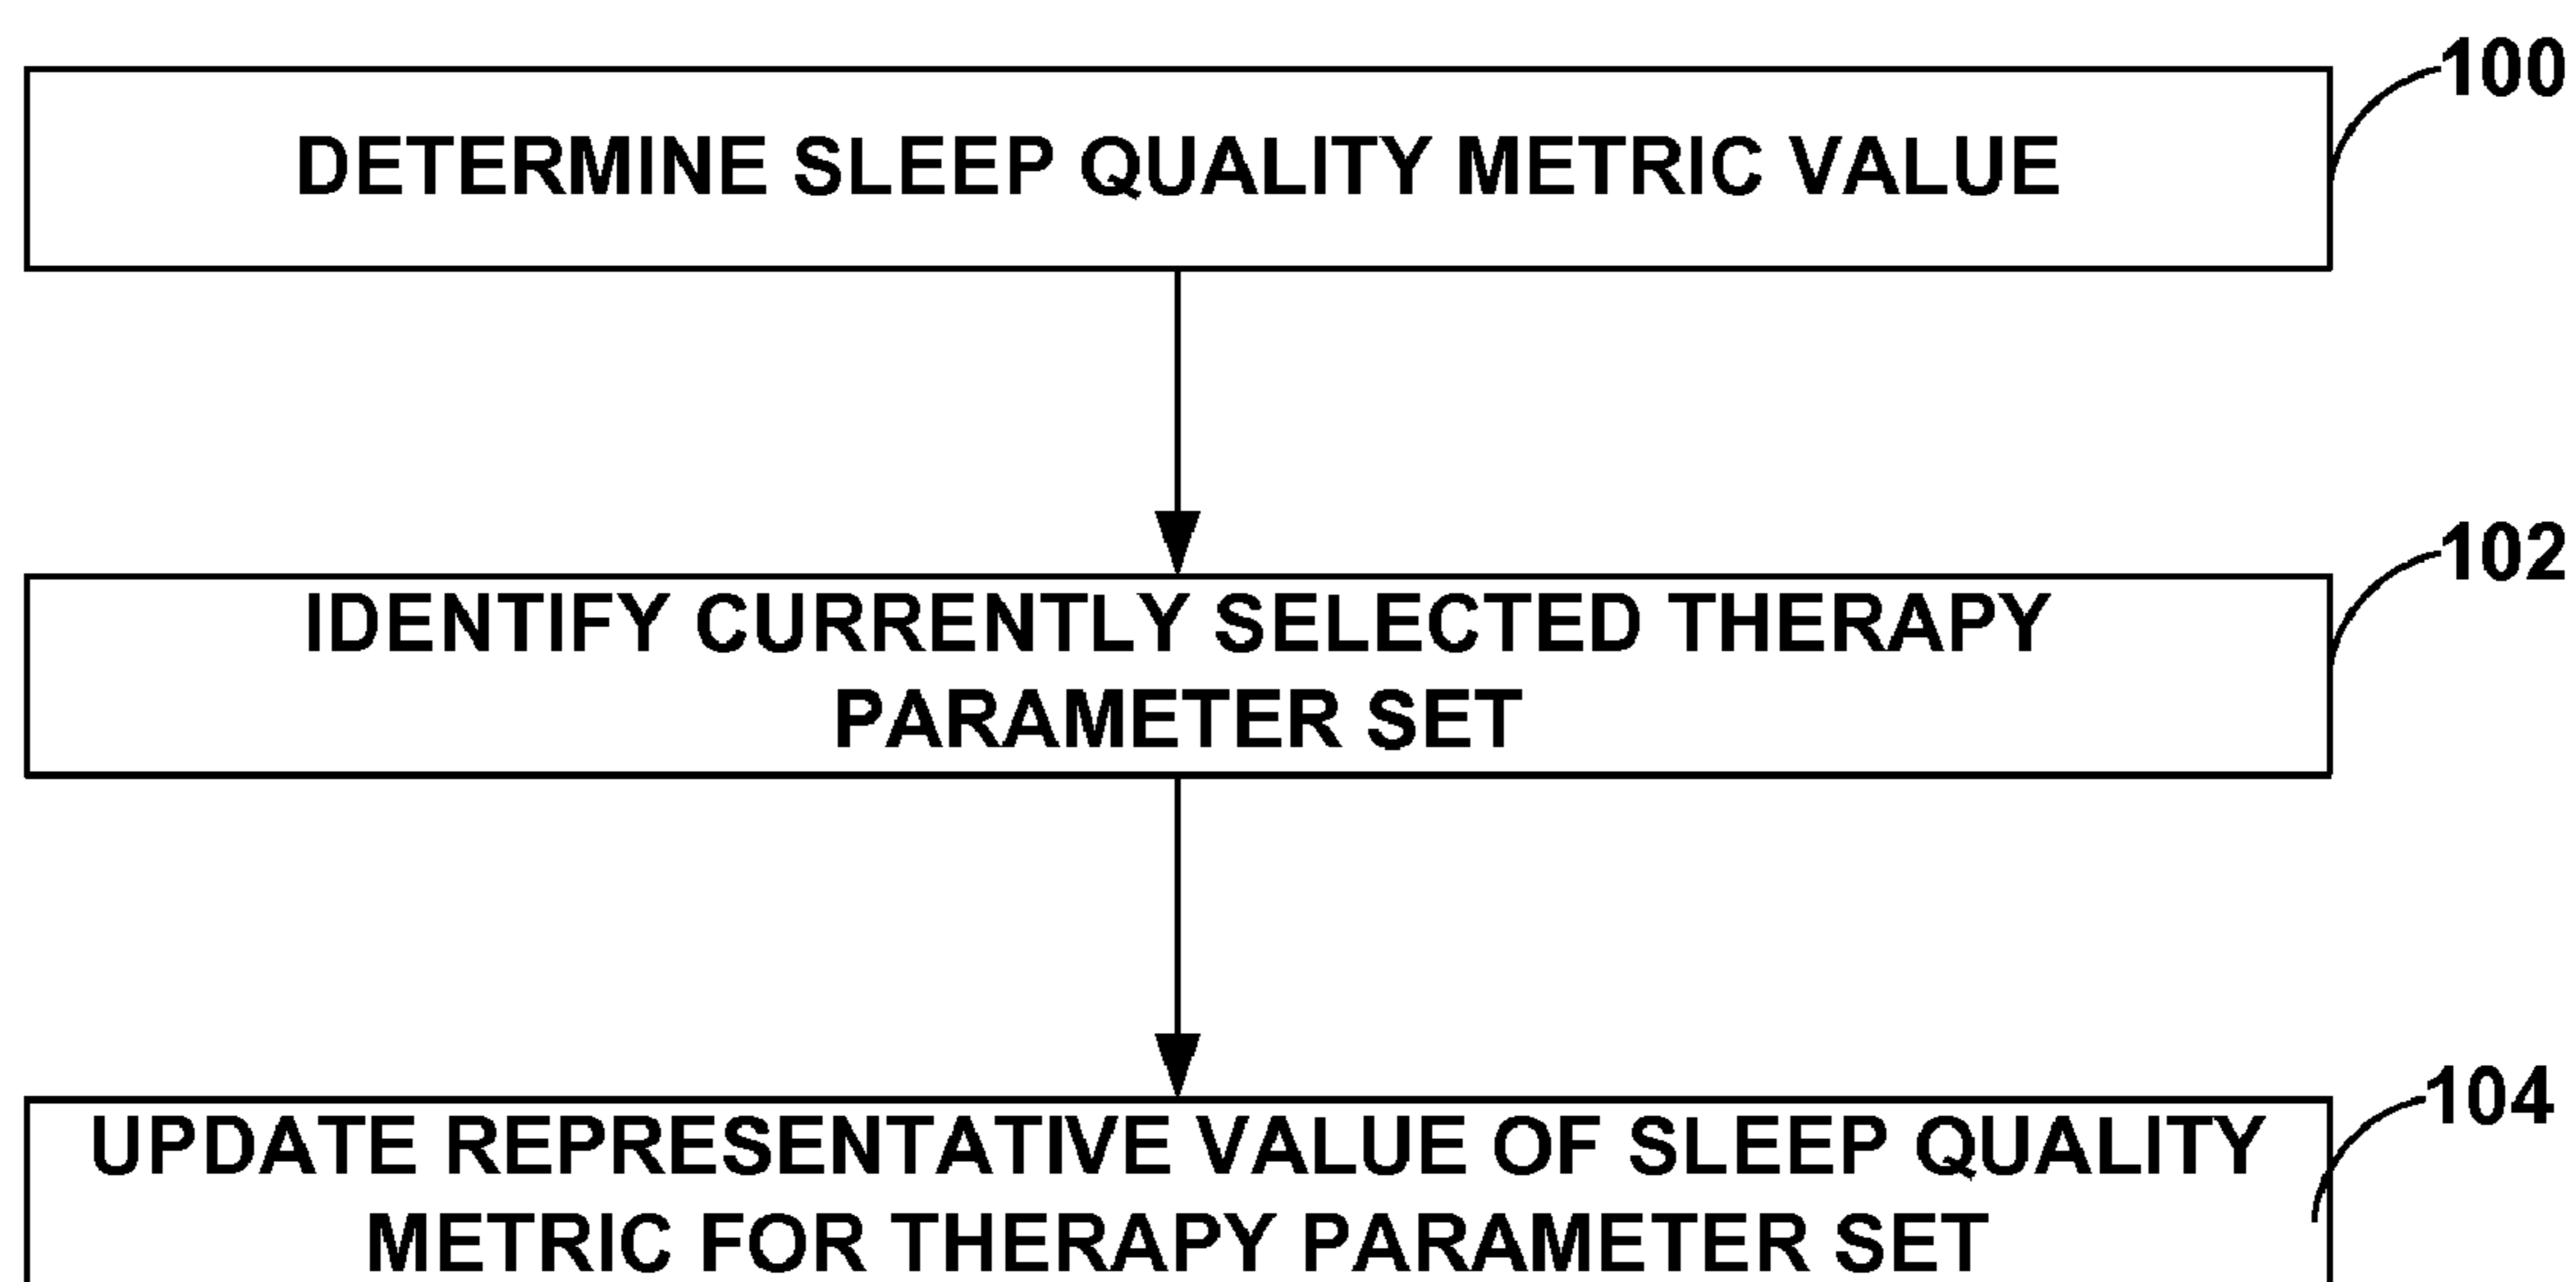 100
DETERMINE SLEEP QUALITY METRIC VALUE
102
IDENTIFY CURRENTLY SELECTED THERAPY
PARAMETER SET
104
UPDATE REPRESENTATIVE VALUE OF SLEEP QUALITY
METRIC FOR THERAPY PARAMETER SET